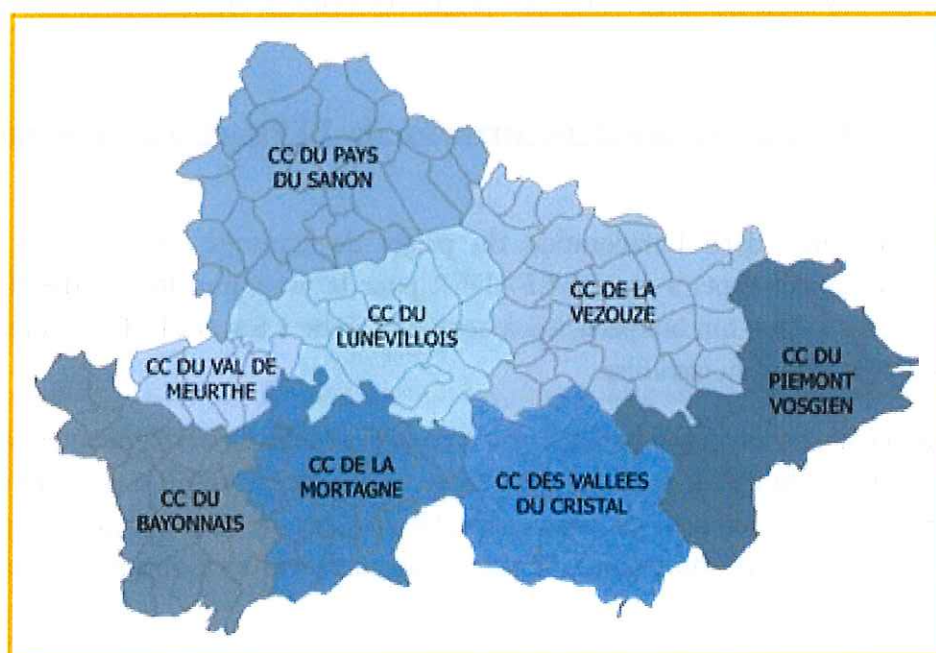 CC DU PAYS
DU SANON
CC DU
LUNÉVILLOIS
CC DE LA
VEZOUZE
CC DU VAL DE
MEURTHE
CC DU
PIEMONT
VOSGIEN
CC DE LA
MORTAGNE
CC DES VALLEES
DU CRISTAL
CC DU
BAYONNAIS